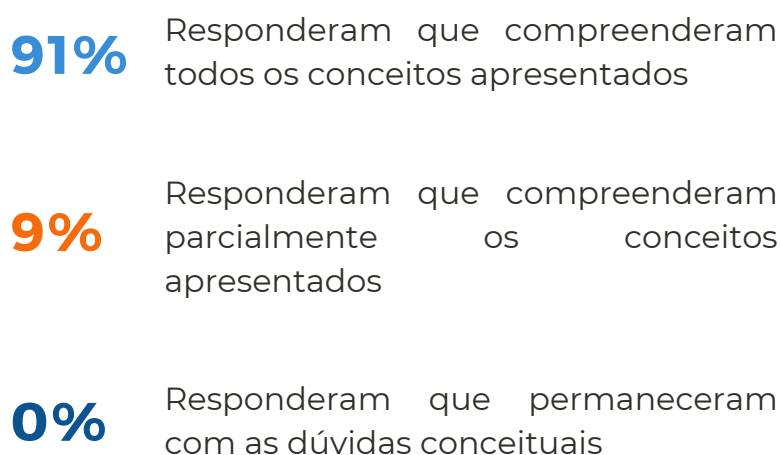 91%
Responderam que compreenderam
todos os conceitos apresentados
9%
Responderam que compreenderam
parcialmente os conceitos
apresentados
0%
Responderam que permaneceram
com as dúvidas conceituais